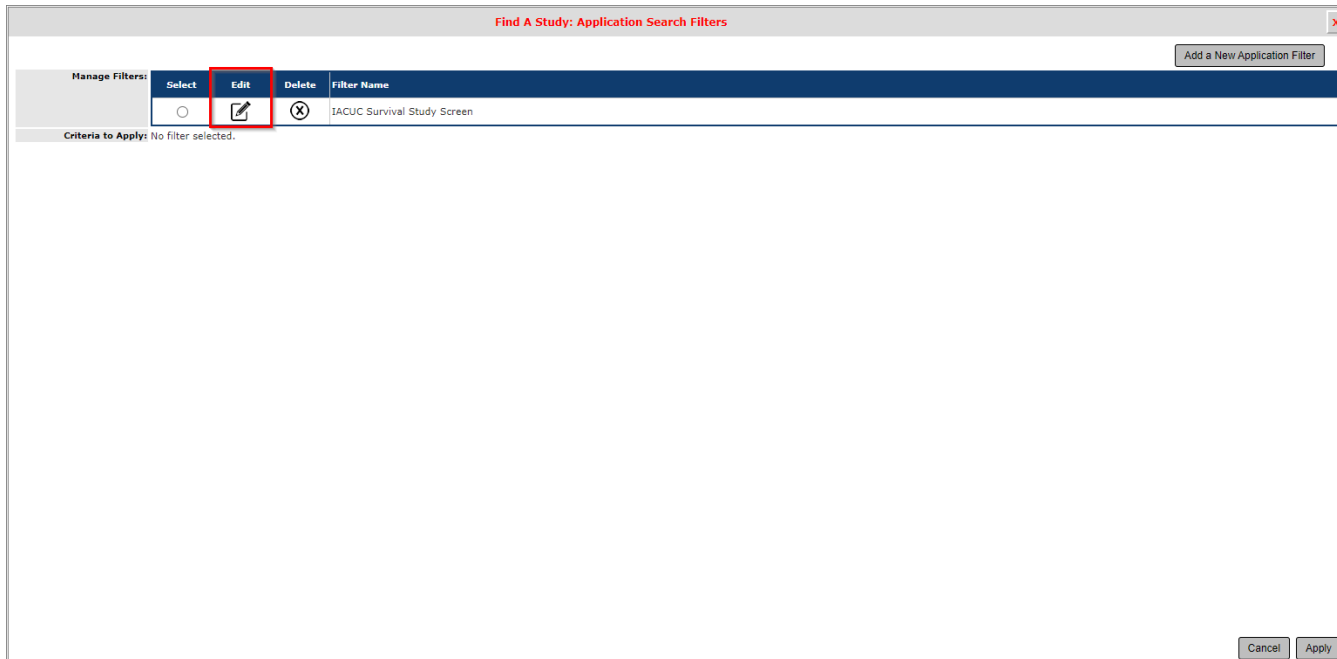 Find A Study: Application Search Filters
X
Add a New Application Filter
Manage Filters:
Select Edit Delete Filter Name
IACUC Survival Study Screen
Criteria to Apply: No filter selected.
Cancel Apply